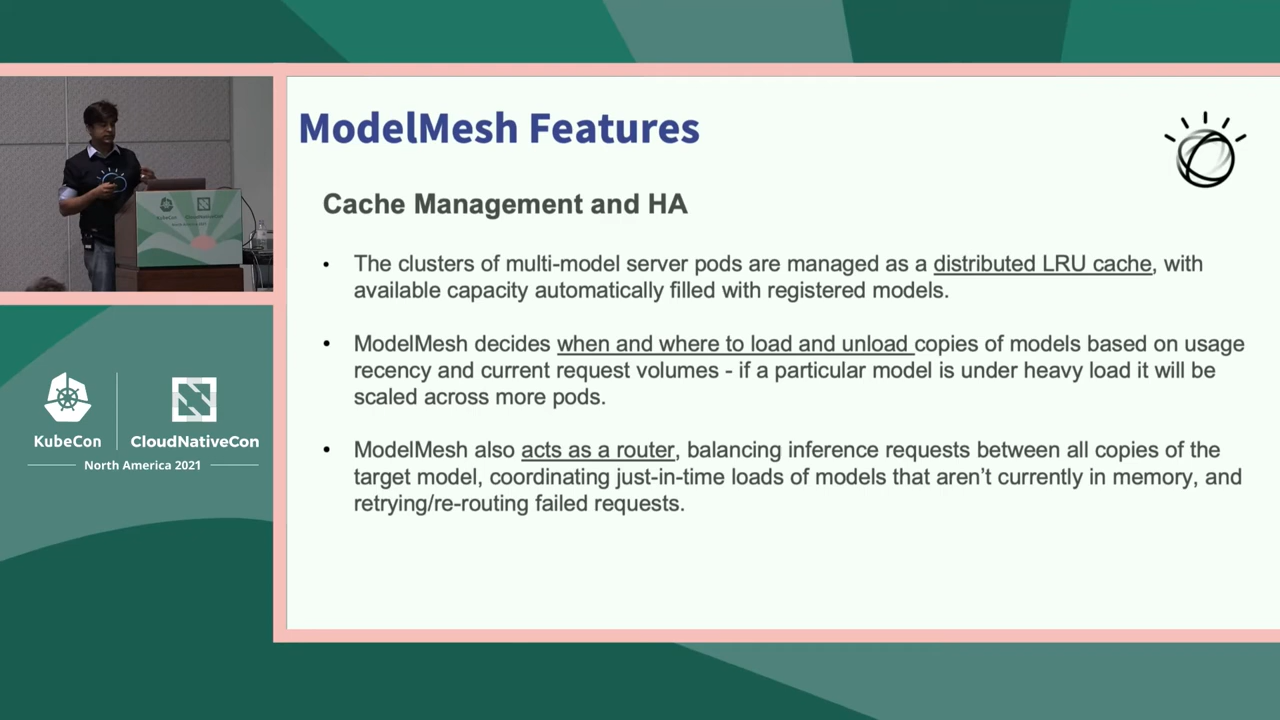 ModelMesh Features
Cache Management and HA
• The clusters of multi-model server pods are managed as a distributed LRU cache, with
available capacity automatically filled with registered models.
• ModelMesh decides when and where to load and unload copies of models based on usage
recency and current request volumes - if a particular model is under heavy load it will be
scaled across more pods.
• ModelMesh also acts as a router, balancing inference requests between all copies of the
target model, coordinating just-in-time loads of models that aren't currently in memory, and
retrying/re-routing failed requests.
KubeCon CloudNativeCon
North America 2021
KubeCon CloudNativeCon